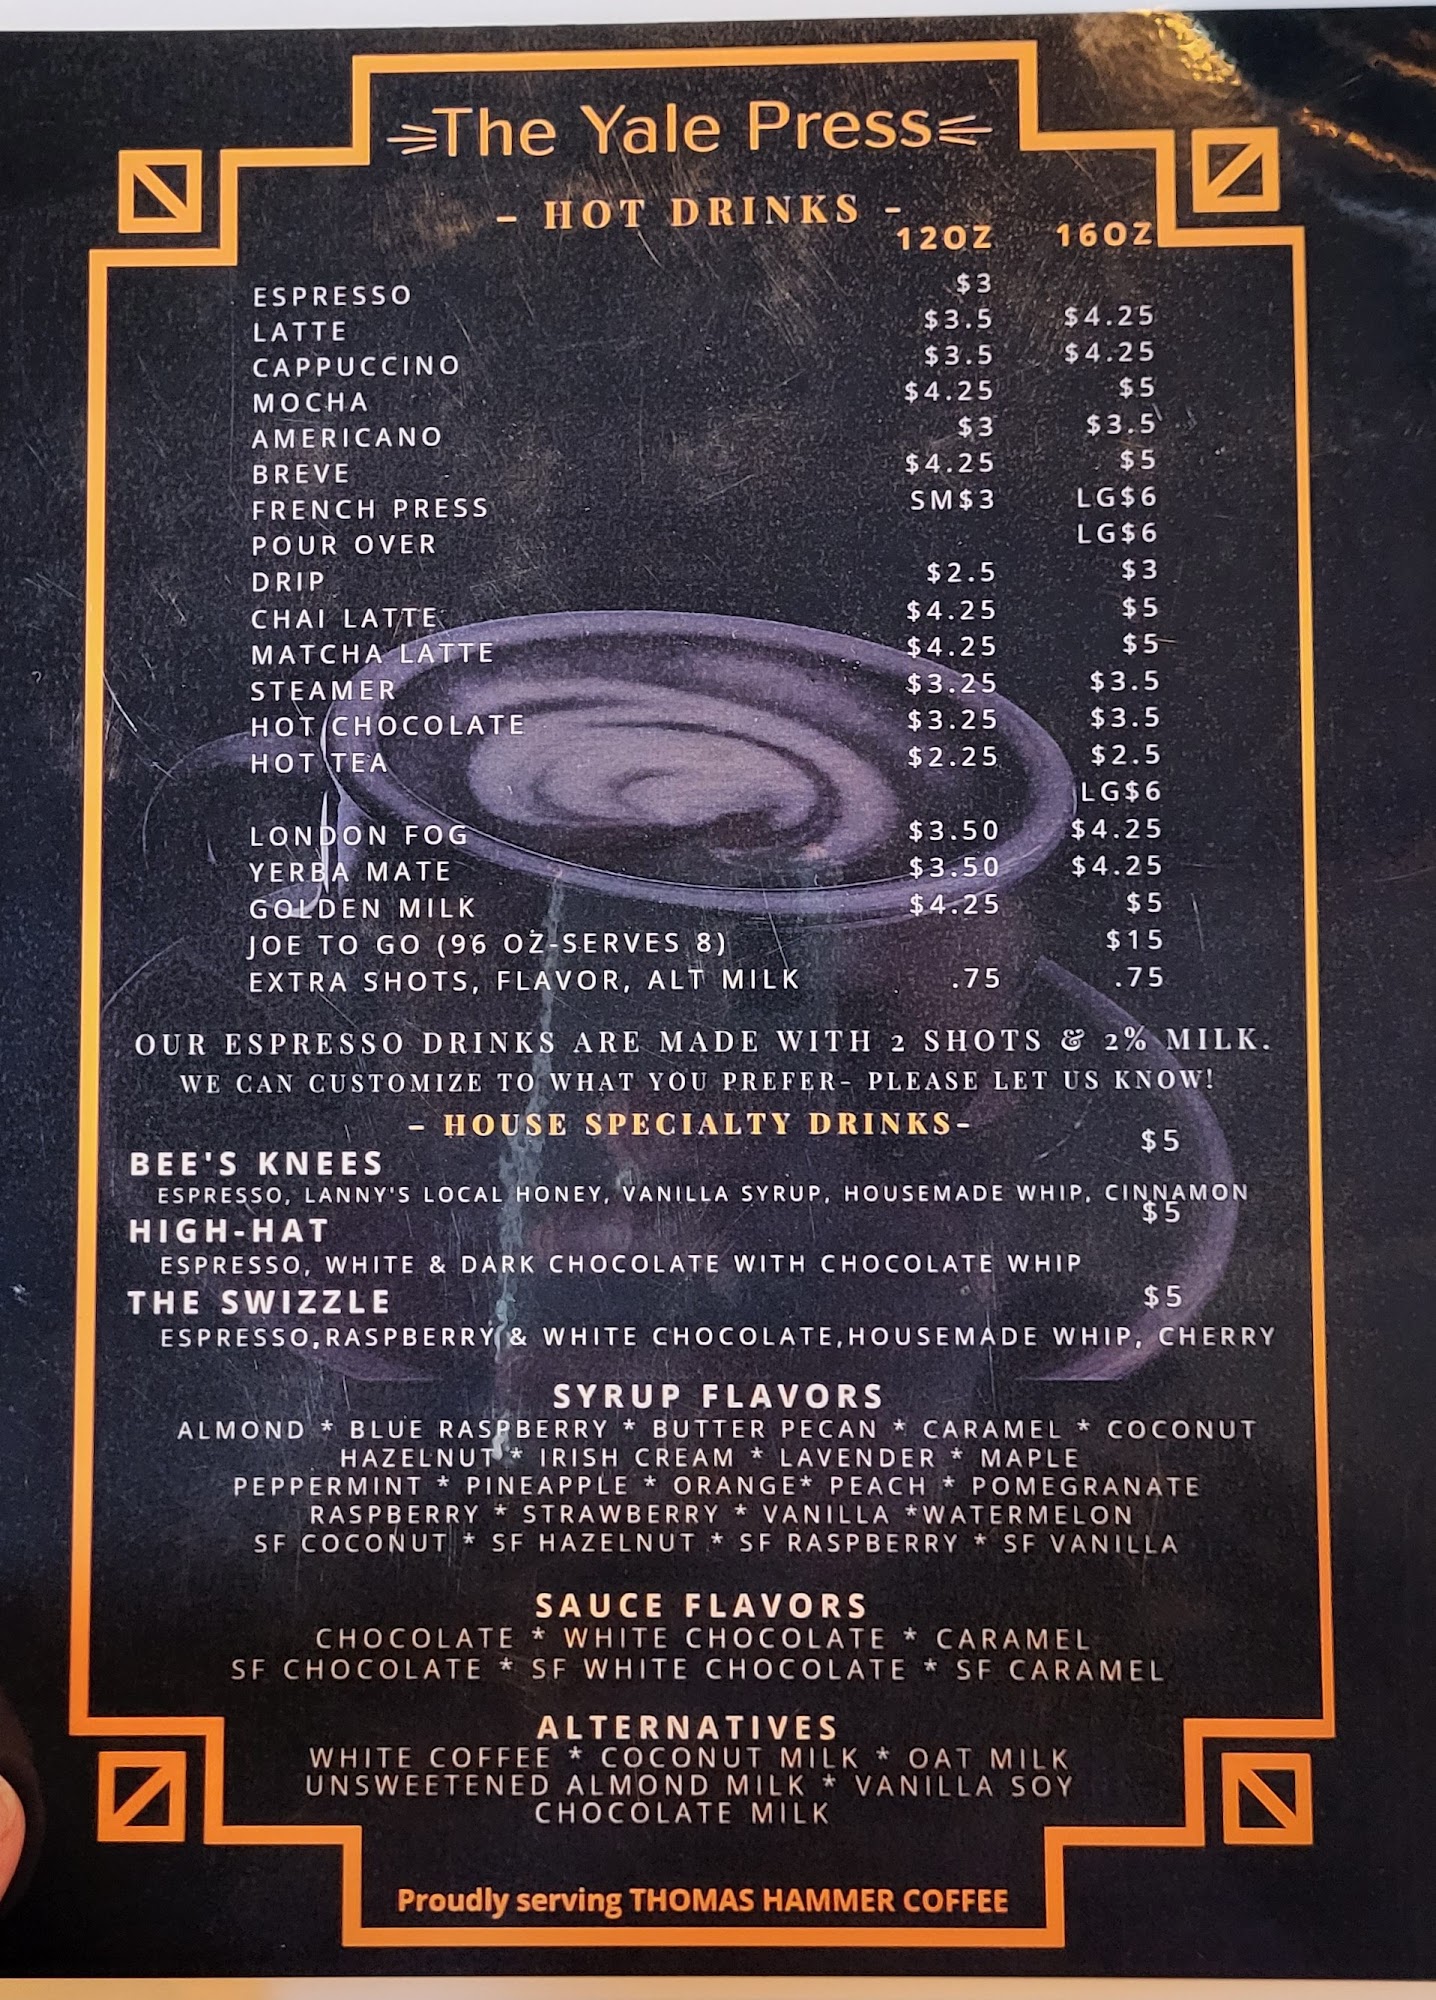 The Yale Press
- HOT DRINKS -
12OZ 16OZ
ESPRESSO $3
LATTE $3.5 $4.25
CAPPUCCINO $3.5 $4.25
MOCHA $4.25 $5
AMERICANO $3 $3.5
BREVE $4.25 $5
FRENCH PRESS SM$3 LG$6
POUR OVER LG$6
DRIP $2.5 $3
CHAI LATTE $4.25 $5
MATCHA LATTE $4.25 $5
STEAMER $3.25 $3.5
HOT CHOCOLATE $3.25 $3.5
HOT TEA $2.25 $2.5
LG$6
LONDON FOG $3.50 $4.25
YERBA MATE $3.50 $4.25
GOLDEN MILK $4.25 $5
JOE TO GO (96 OZ-SERVES 8) $15
EXTRA SHOTS, FLAVOR, ALT MILK .75 .75
OUR ESPRESSO DRINKS ARE MADE WITH 2 SHOTS & 2% MILK.
WE CAN CUSTOMIZE TO WHAT YOU PREFER- PLEASE LET US KNOW!
- HOUSE SPECIALTY DRINKS-
BEE'S KNEES $5
ESPRESSO, LANNY'S LOCAL HONEY, VANILLA SYRUP, HOUSEMADE WHIP, CINNAMON
HIGH-HAT $5
ESPRESSO, WHITE & DARK CHOCOLATE WITH CHOCOLATE WHIP
THE SWIZZLE $5
ESPRESSO,RASPBERRY & WHITE CHOCOLATE,HOUSEMADE WHIP, CHERRY
SYRUP FLAVORS
ALMOND * BLUE RASPBERRY * BUTTER PECAN * CARAMEL * COCONUT
HAZELNUT * IRISH CREAM * LAVENDER * MAPLE
PEPPERMINT * PINEAPPLE * ORANGE* PEACH * POMEGRANATE
RASPBERRY * STRAWBERRY * VANILLA *WATERMELON
SF COCONUT * SF HAZELNUT * SF RASPBERRY * SF VANILLA
SAUCE FLAVORS
CHOCOLATE * WHITE CHOCOLATE * CARAMEL
SF CHOCOLATE * SF WHITE CHOCOLATE * SF CARAMEL
ALTERNATIVES
WHITE COFFEE * COCONUT MILK * OAT MILK
UNSWEETENED ALMOND MILK * VANILLA SOY
CHOCOLATE MILK
Proudly serving THOMAS HAMMER COFFEE